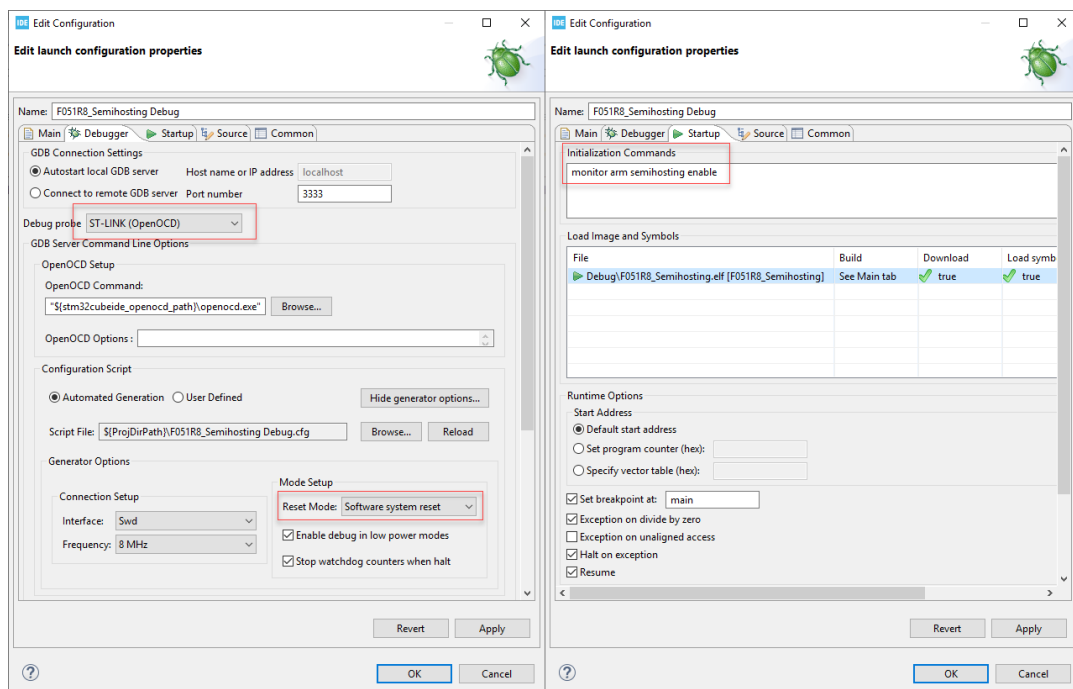 IDE Edit Configuration
Edit launch configuration properties
Name: F051R8_Semihosting Debug
Main Debugger Startup Source Common
GDB Connection Settings
Autostart local GDB server Host name or IP address localhost
Connect to remote GDB server Port number 3333
Debug probe ST-LINK (OpenOCD)
GDB Server Command Line Options
OpenOCD Setup
OpenOCD Command:
"${stm32cubeide_openocd_path}\openocd.exe" Browse...
OpenOCD Options :
Configuration Script
Automated Generation User Defined Hide generator options...
Script File: ${ProjDirPath}\F051R8_Semihosting Debug.cfg Browse... Reload
Generator Options
Connection Setup
Interface: Swd
Frequency: 8 MHz
Mode Setup
Reset Mode: Software system reset
Enable debug in low power modes
Stop watchdog counters when halt
Revert Apply
? OK Cancel
IDE Edit Configuration
Edit launch configuration properties
Name: F051R8_Semihosting Debug
Main Debugger Startup Source Common
Initialization Commands
monitor arm semihosting enable
Load Image and Symbols
File Build Download Load symb
Debug\F051R8_Semihosting.elf [F051R8_Semihosting] See Main tab true true
Runtime Options
Start Address
Default start address
Set program counter (hex):
Specify vector table (hex):
Set breakpoint at: main
Exception on divide by zero
Exception on unaligned access
Halt on exception
Resume
Revert Apply
? OK Cancel